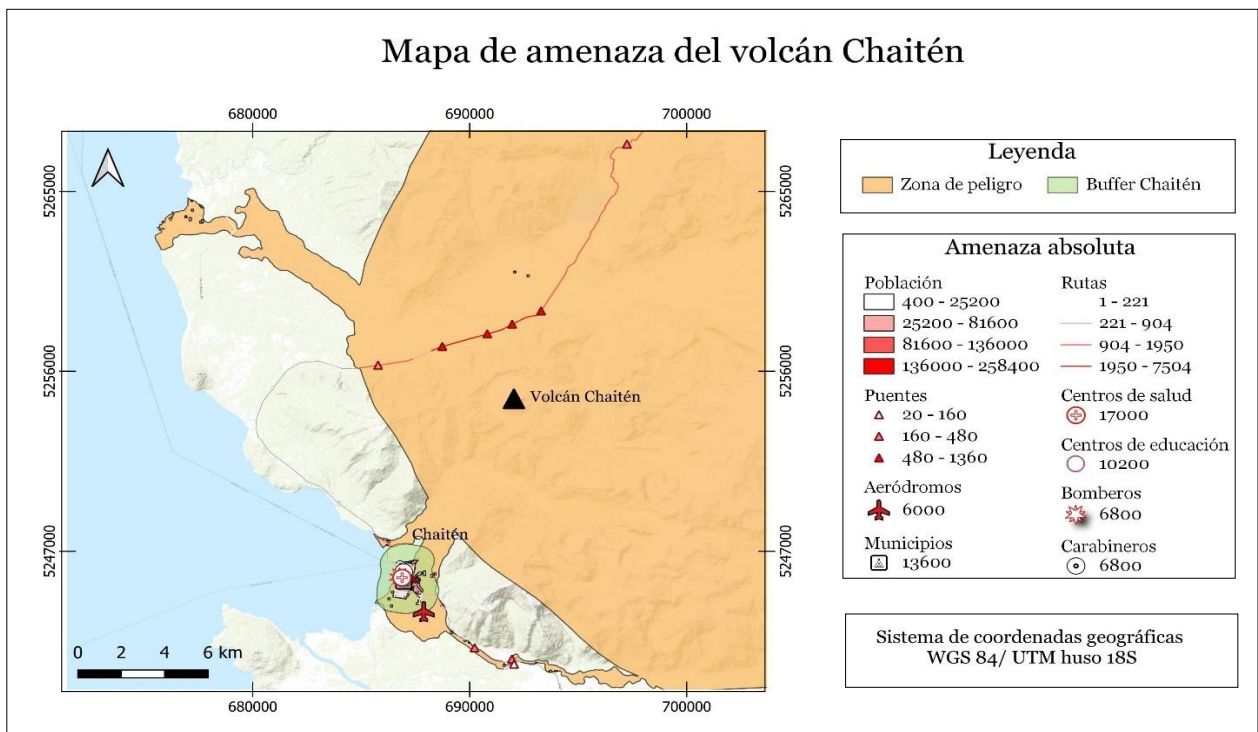 Mapa de amenaza del volcán Chaitén
680000
690000
700000
5265000
5265000
5256000
5256000
5247000
5247000
Volcán Chaitén
Chaitén
0 2 4 6 km
680000
690000
700000
Leyenda
Zona de peligro
Buffer Chaitén
Amenaza absoluta
Población
400 - 25200
25200 - 81600
81600 - 136000
136000 - 258400
Puentes
20 - 160
160 - 480
480 - 1360
Aeródromos
6000
Municipios
13600
Rutas
1 - 221
221 - 904
904 - 1950
1950 - 7504
Centros de salud
17000
Centros de educación
10200
Bomberos
6800
Carabineros
6800
Sistema de coordenadas geográficas
WGS 84/ UTM huso 18S